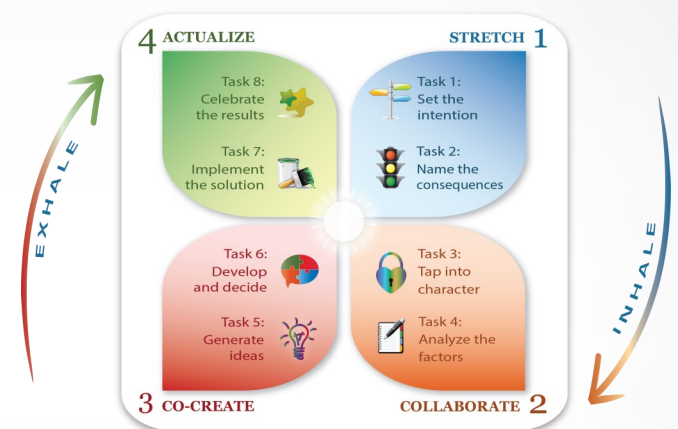 4 ACTUALIZE
STRETCH 1
Task 8:
Celebrate
the results
Task 7:
Implement
the solution
Task 1:
Set the
intention
Task 2:
Name the
consequences
EXHALE
INHALE
Task 6:
Develop
and decide
Task 5:
Generate
ideas
Task 3:
Tap into
character
Task 4:
Analyze the
factors
3 CO-CREATE
COLLABORATE 2